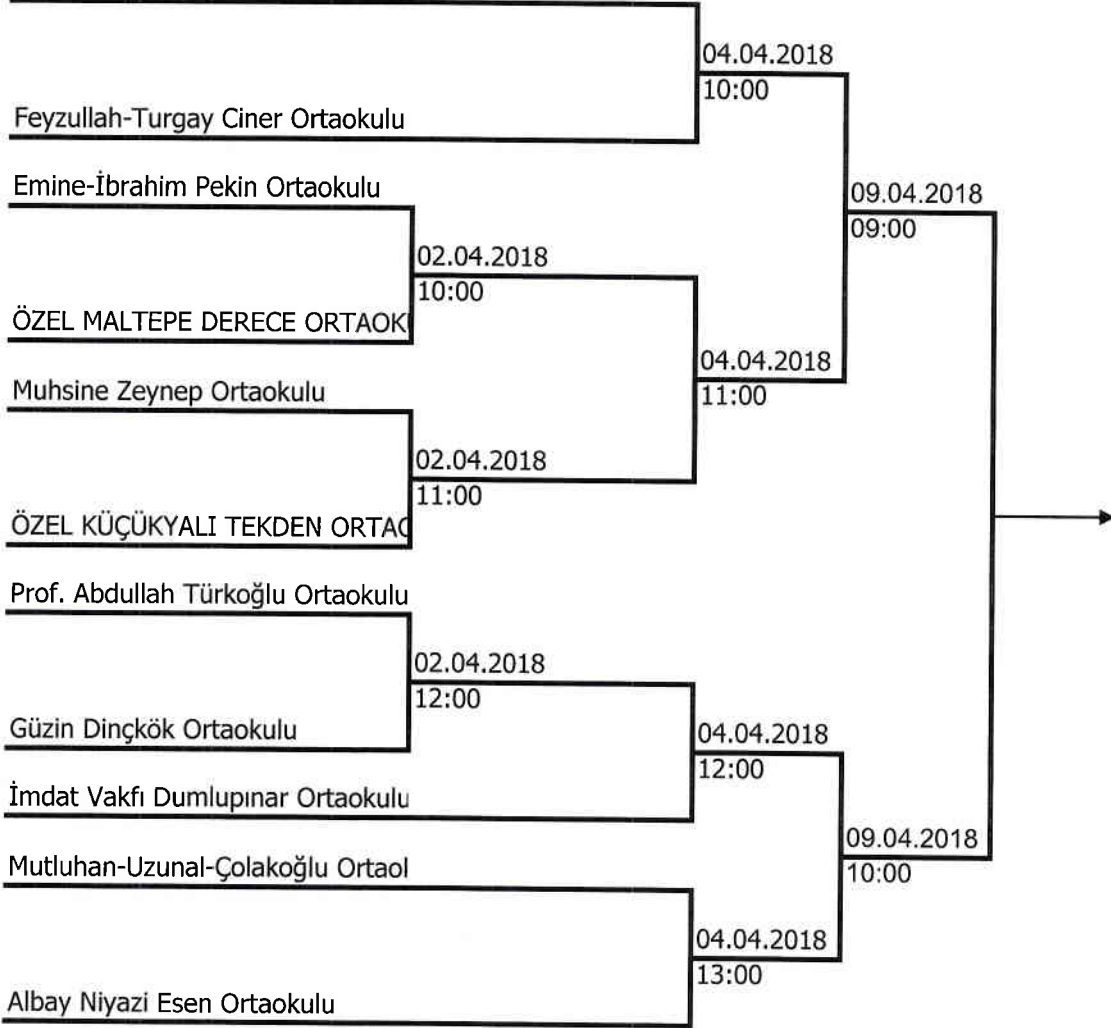 04.04.2018
10:00
Feyzullah-Turgay Ciner Ortaokulu
Emine-İbrahim Pekin Ortaokulu
09.04.2018
09:00
02.04.2018
10:00
ÖZEL MALTEPE DERECE ORTAOK
04.04.2018
11:00
Muhsine Zeynep Ortaokulu
02.04.2018
11:00
ÖZEL KÜÇÜKYALI TEKDEN ORTAO
Prof. Abdullah Türkoğlu Ortaokulu
02.04.2018
12:00
Güzin Dinçkök Ortaokulu
04.04.2018
12:00
İmdat Vakfı Dumlupınar Ortaokulu
09.04.2018
10:00
Mutluhan-Uzunal-Çolakoğlu Ortaol
04.04.2018
13:00
Albay Niyazi Esen Ortaokulu